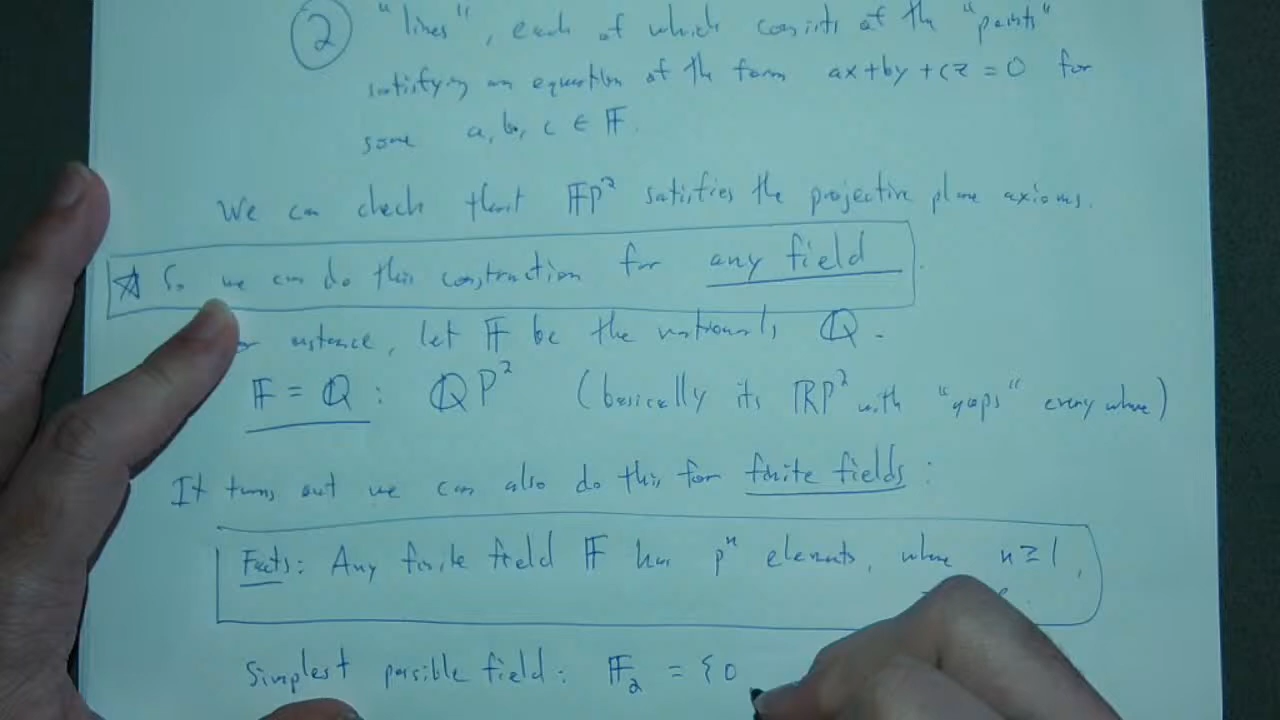 ② "lines", each of which consists of the "points"
satisfying an equation of the form ax+by+cz=0 for
some a, b, c ∈ 𝔽.
We can check that 𝔽P² satisfies the projective plane axioms.
☆ So we can do this construction for any field.
instance, let 𝔽 be the rationals ℚ.
𝔽 = ℚ : ℚP² (basically its ℝP² with "gaps" everywhere)
It turns out we can also do this for finite fields:
Facts: Any finite field 𝔽 has pⁿ elements, where n≥1,
Simplest possible field: 𝔽₂ = {0